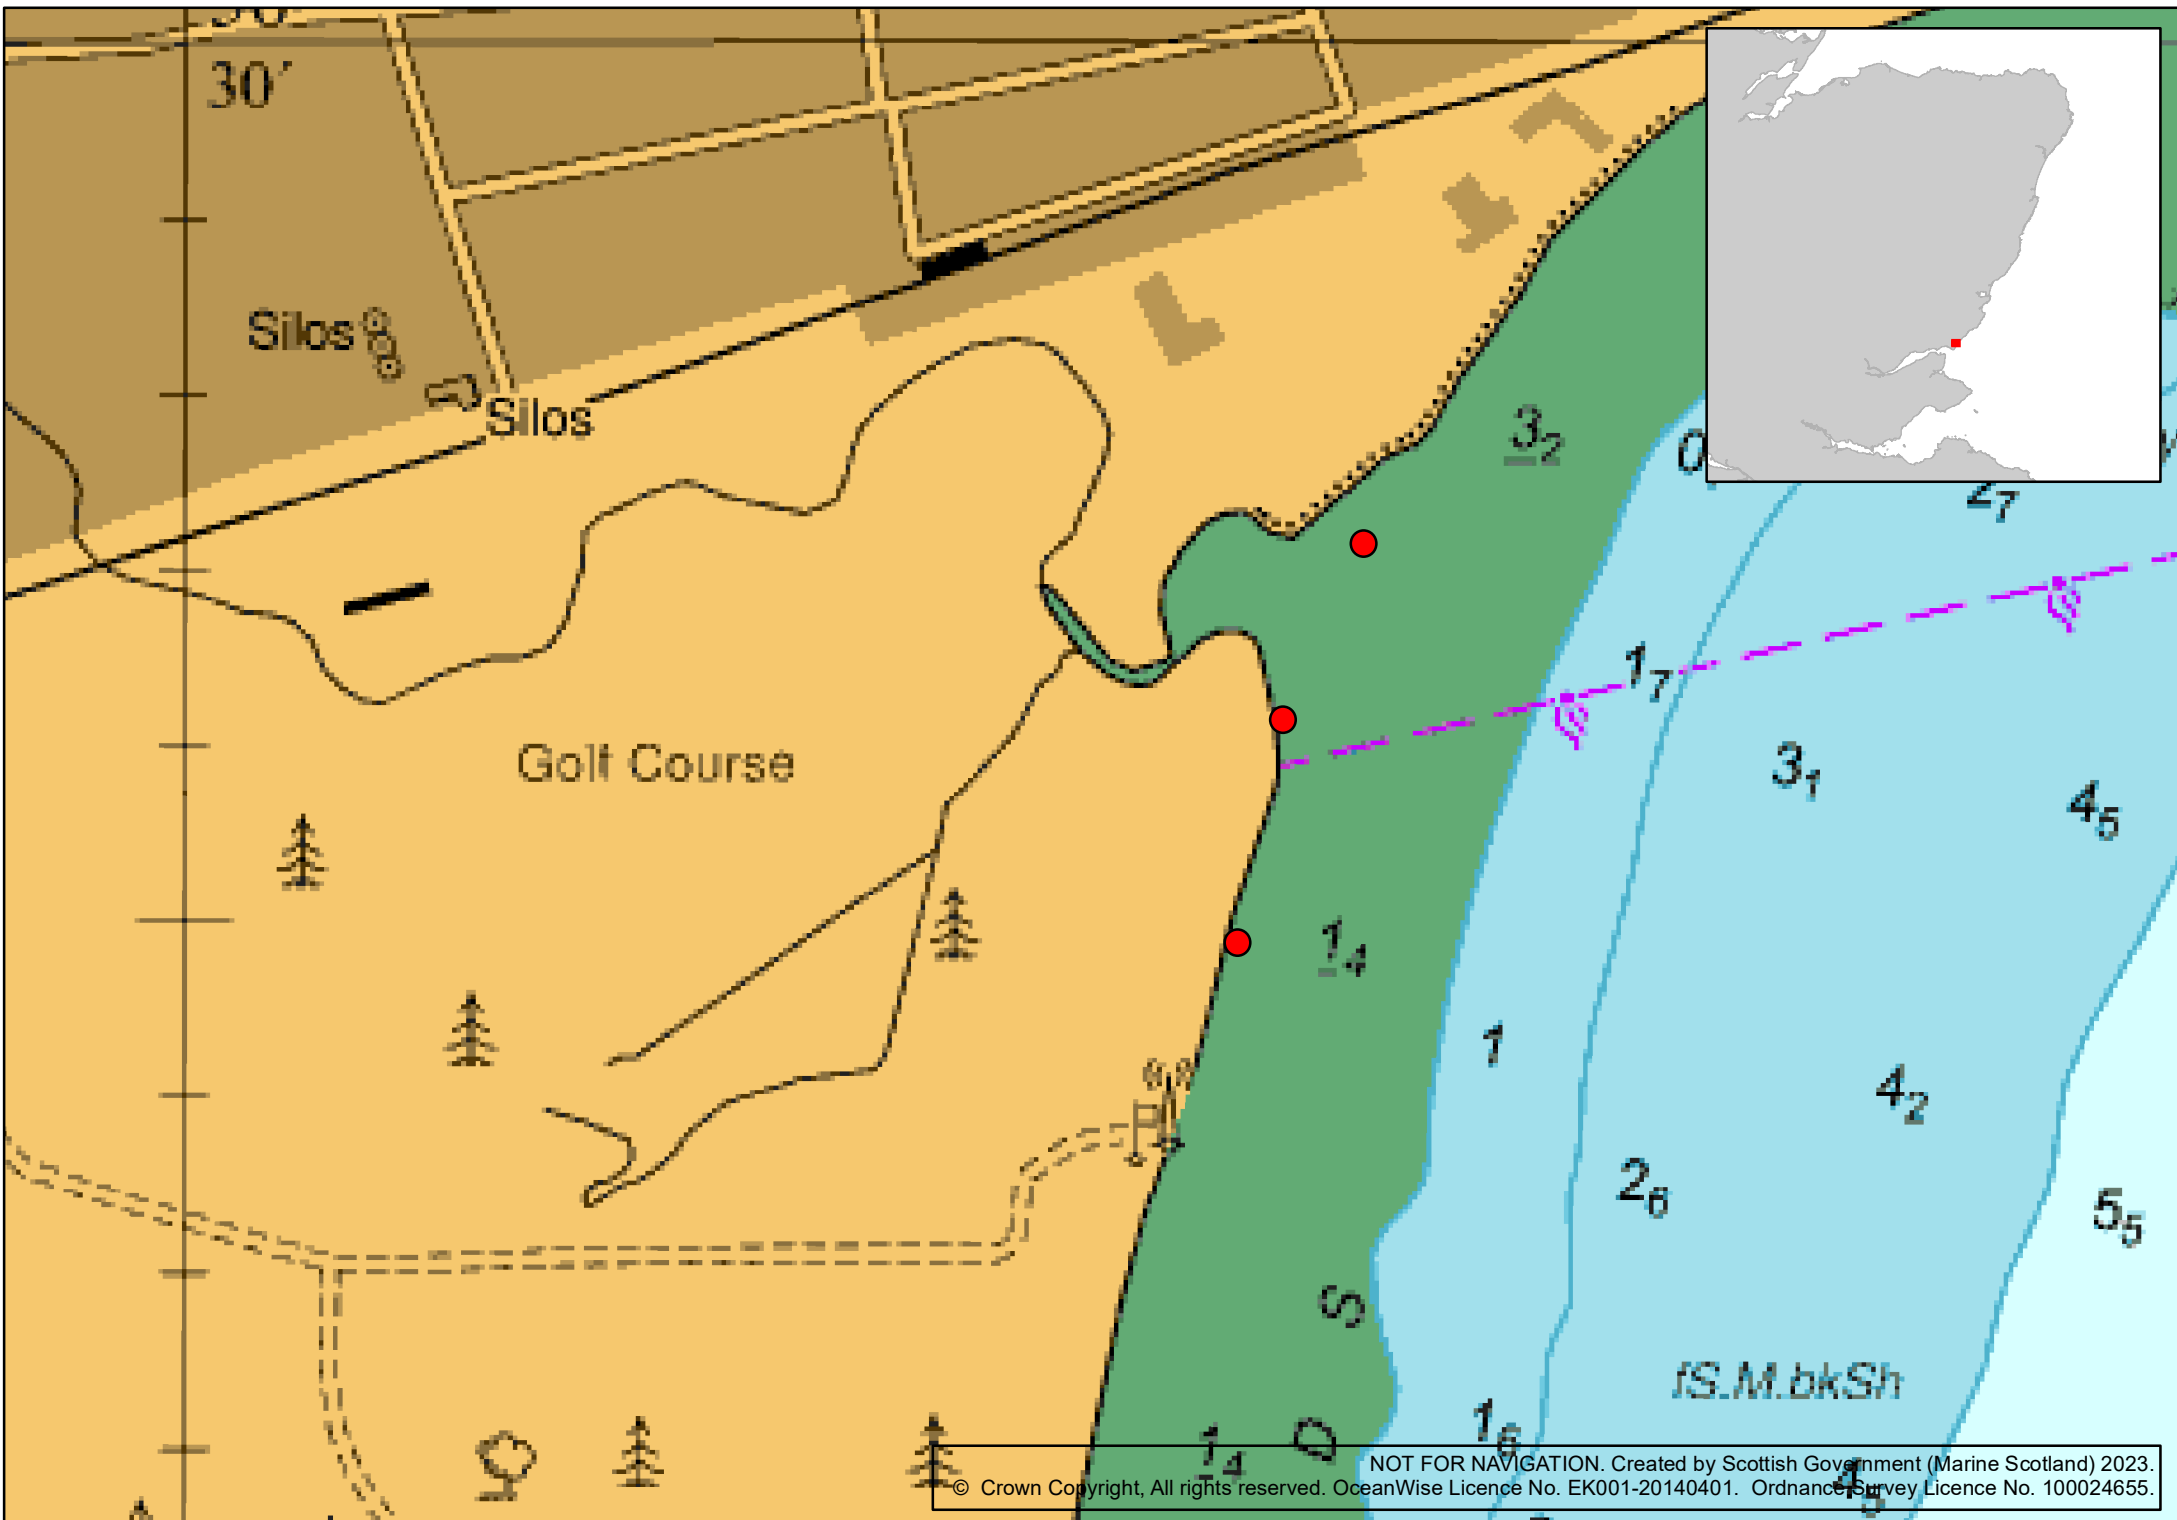 30′
Silos
Silos
3₂
2₇
1₇
Golf Course
3₁
4₅
1₄
1
4₂
2₆
5₅
S
fS.M.bkSh
1₆
D
1₄
4₅
NOT FOR NAVIGATION. Created by Scottish Government (Marine Scotland) 2023.
© Crown Copyright, All rights reserved. OceanWise Licence No. EK001-20140401. Ordnance Survey Licence No. 100024655.